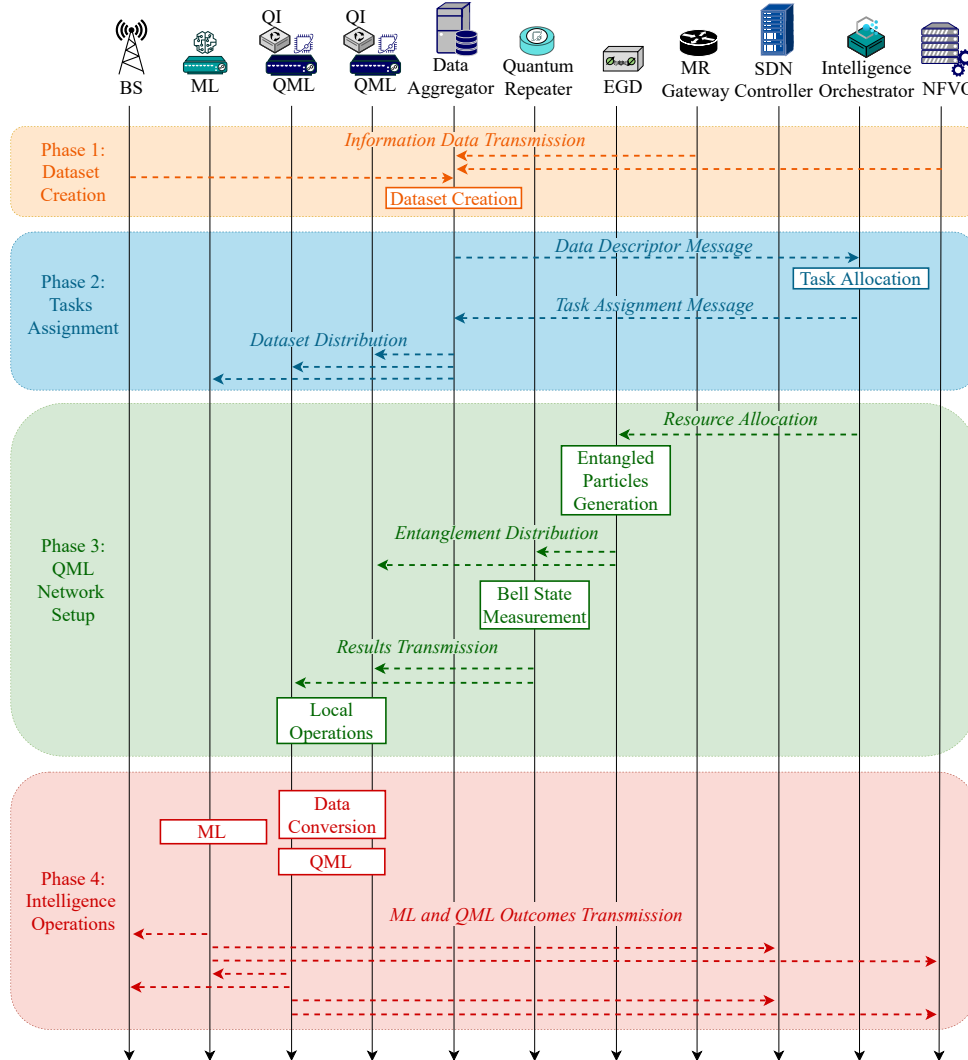 QI
QI
BS
ML
QML
QML
Data
Aggregator
Quantum
Repeater
EGD
MR
Gateway
SDN
Controller
Intelligence
Orchestrator
NFVO
Phase 1:
Dataset
Creation
Information Data Transmission
Dataset Creation
Phase 2:
Tasks
Assignment
Data Descriptor Message
Task Allocation
Task Assignment Message
Dataset Distribution
Phase 3:
QML
Network
Setup
Resource Allocation
Entangled
Particles
Generation
Entanglement Distribution
Bell State
Measurement
Results Transmission
Local
Operations
Phase 4:
Intelligence
Operations
Data
Conversion
ML
QML
ML and QML Outcomes Transmission